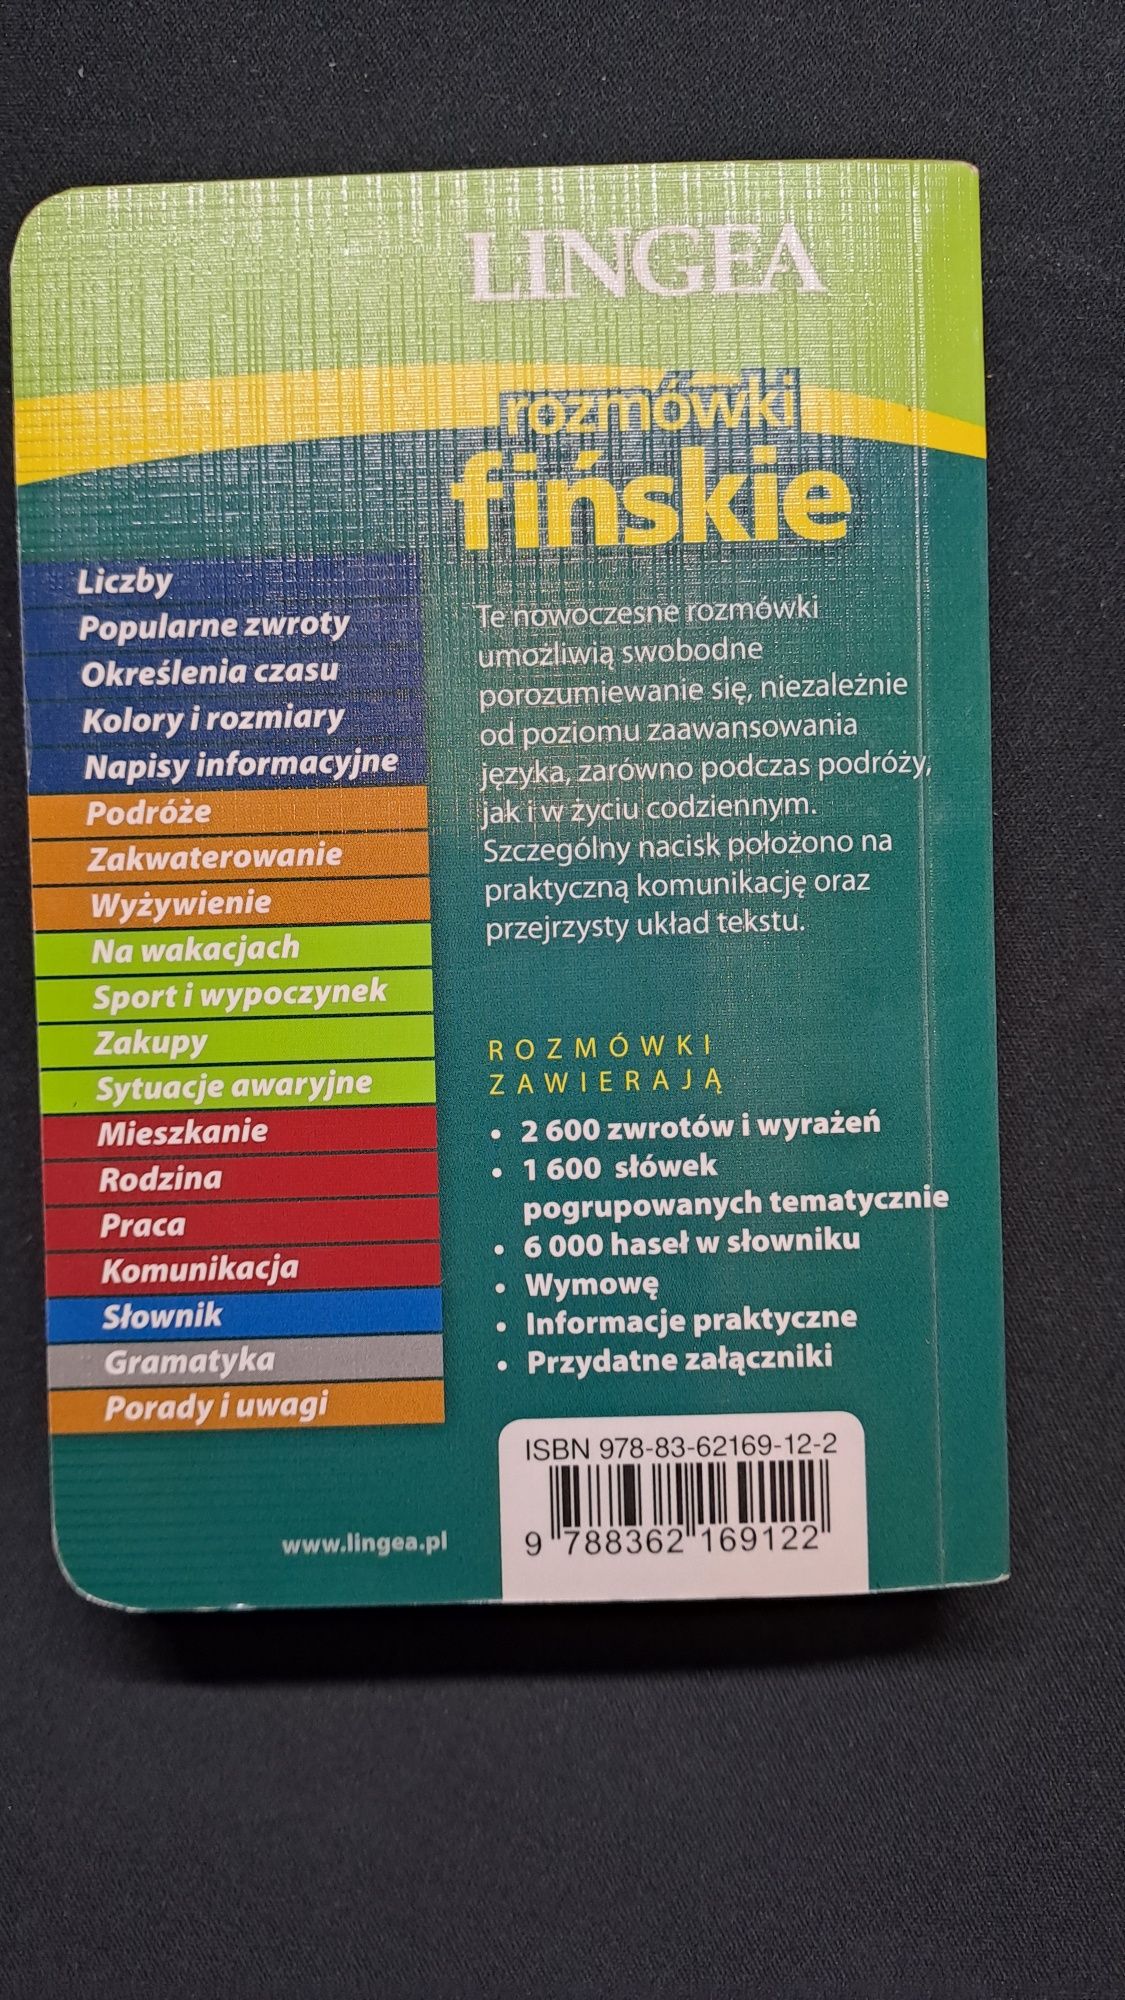 LINGEA
rozmówki
fińskie
Liczby
Popularne zwroty
Określenia czasu
Kolory i rozmiary
Napisy informacyjne
Podróże
Zakwaterowanie
Wyżywienie
Na wakacjach
Sport i wypoczynek
Zakupy
Sytuacje awaryjne
Mieszkanie
Rodzina
Praca
Komunikacja
Słownik
Gramatyka
Porady i uwagi
Te nowoczesne rozmówki
umożliwią swobodne
porozumiewanie się, niezależnie
od poziomu zaawansowania
języka, zarówno podczas podróży,
jak i w życiu codziennym.
Szczególny nacisk położono na
praktyczną komunikację oraz
przejrzysty układ tekstu.
ROZMÓWKI
ZAWIERAJĄ
• 2 600 zwrotów i wyrażeń
• 1 600 słówek
pogrupowanych tematycznie
• 6 000 haseł w słowniku
• Wymowę
• Informacje praktyczne
• Przydatne załączniki
www.lingea.pl
ISBN 978-83-62169-12-2
9 788362 169122